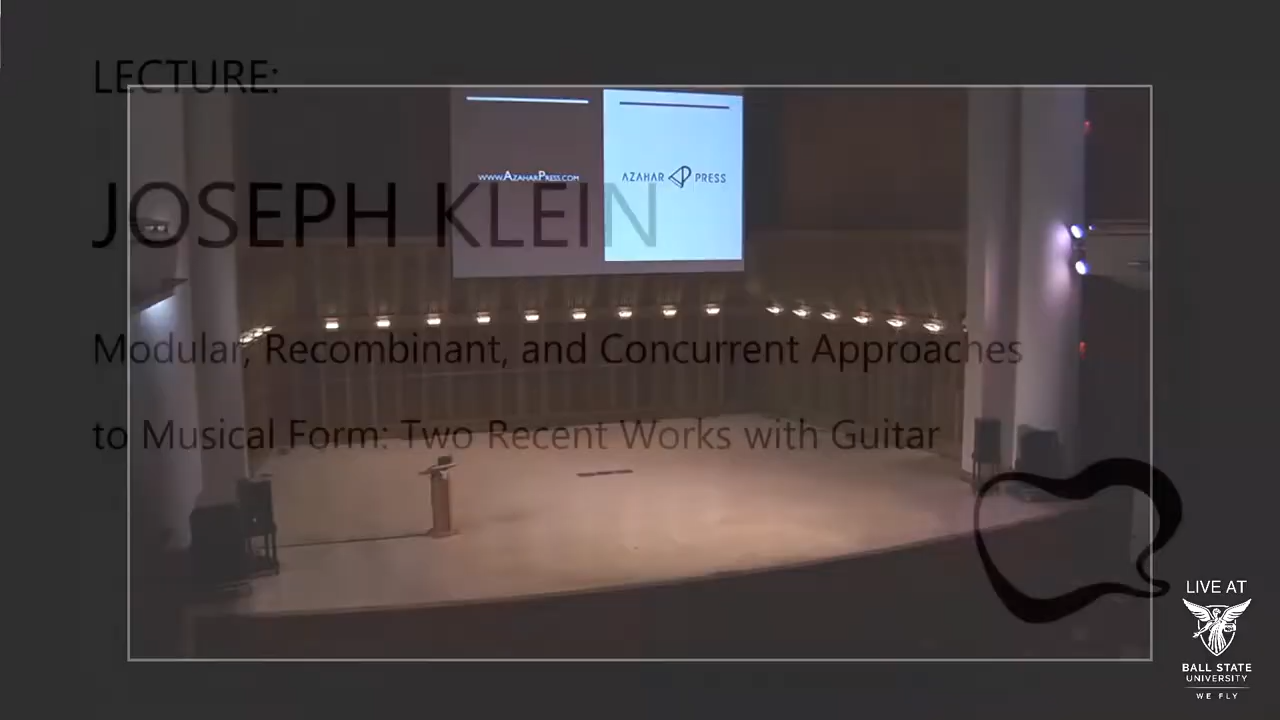 LECTURE:
www.AzaharPress.com
AZAHAR PRESS
JOSEPH KLEIN
Modular, Recombinant, and Concurrent Approaches
to Musical Form: Two Recent Works with Guitar
LIVE AT
BALL STATE
UNIVERSITY
WE FLY